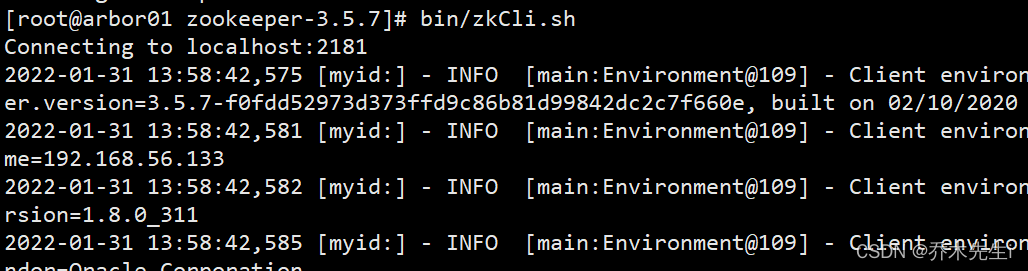 [root@arbor01 zookeeper-3.5.7]# bin/zkCli.sh
Connecting to localhost:2181
2022-01-31 13:58:42,575 [myid:] - INFO  [main:Environment@109] - Client environ
er.version=3.5.7-f0fdd52973d373ffd9c86b81d99842dc2c7f660e, built on 02/10/2020
2022-01-31 13:58:42,581 [myid:] - INFO  [main:Environment@109] - Client environ
me=192.168.56.133
2022-01-31 13:58:42,582 [myid:] - INFO  [main:Environment@109] - Client environ
rsion=1.8.0_311
2022-01-31 13:58:42,585 [myid:] - INFO  [main:Environment@109] - Client environ
ndor=Oracle Corporation
CSDN @乔木先生i